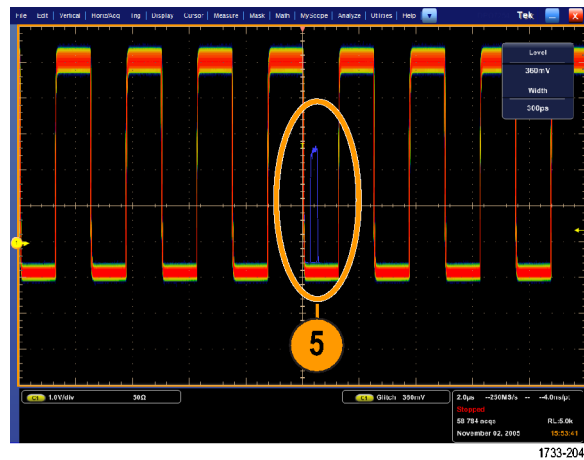 File Edit Vertical Horiz/Acq Trig Display Cursor Measure Mask Math MyScope Analyze Utilities Help Tek
Level
360mV
Width
300ps
5
C1 1.0V/div 50Ω
C1 Glitch 360mV
2.0µs 250MS/s 4.0ns/pt
Stopped
58 784 acqs RL:5.0k
November 02, 2005 15:53:41
1733-204